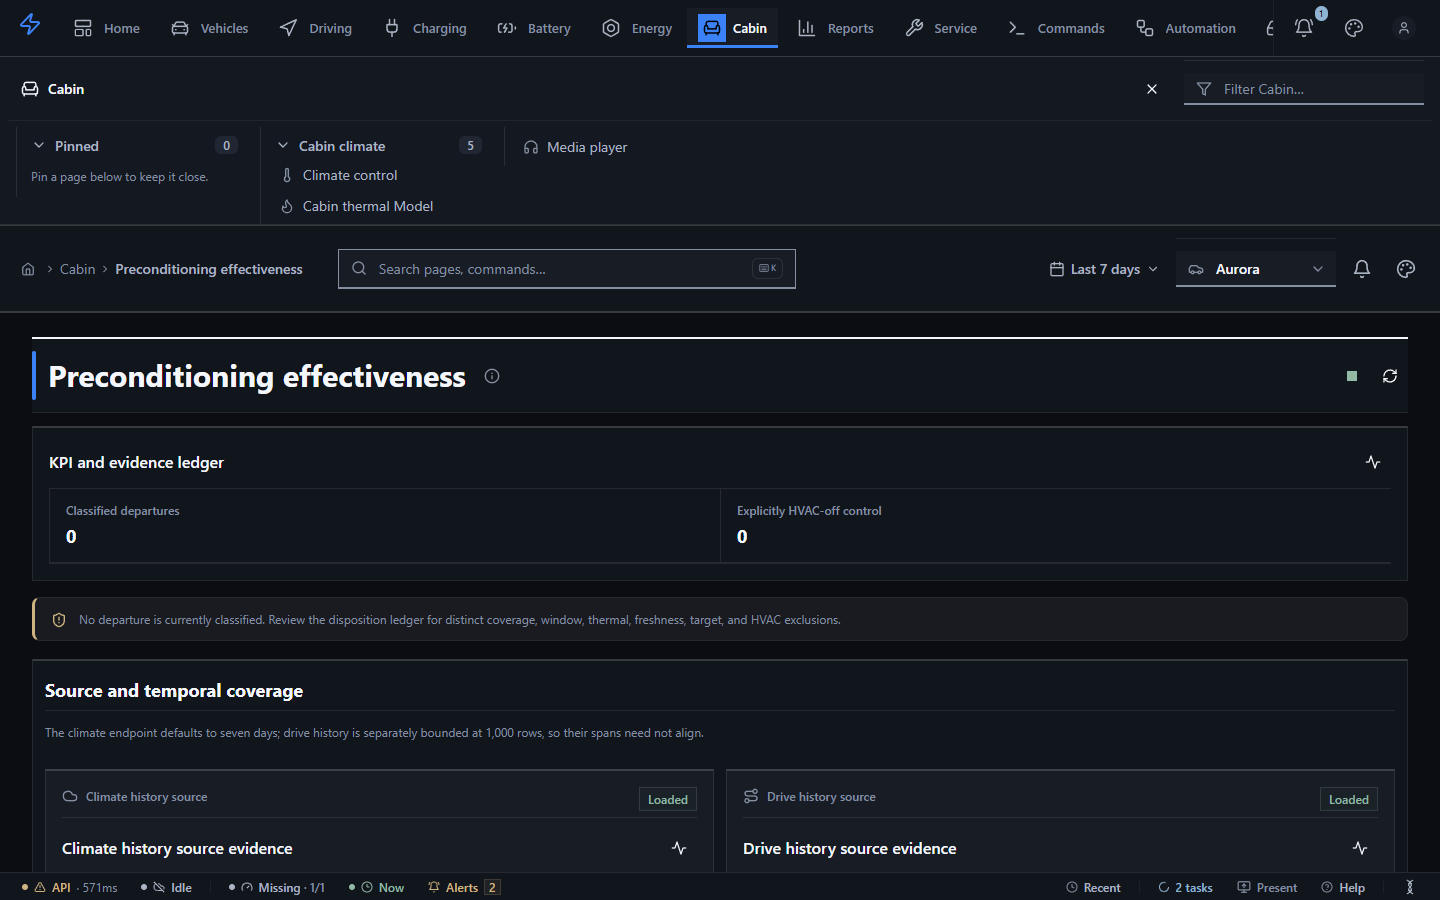 Home
Vehicles
Driving
Charging
Battery
Energy
Cabin
Reports
Service
Commands
Automation
1
Cabin
Filter Cabin...
Pinned 0
Pin a page below to keep it close.
Cabin climate 5
Climate control
Cabin thermal Model
Media player
Cabin
Preconditioning effectiveness
Search pages, commands...
K
Last 7 days
Aurora
Preconditioning effectiveness
KPI and evidence ledger
Classified departures
0
Explicitly HVAC-off control
0
No departure is currently classified. Review the disposition ledger for distinct coverage, window, thermal, freshness, target, and HVAC exclusions.
Source and temporal coverage
The climate endpoint defaults to seven days; drive history is separately bounded at 1,000 rows, so their spans need not align.
Climate history source
Loaded
Climate history source evidence
Drive history source
Loaded
Drive history source evidence
API · 571ms
Idle
Missing · 1/1
Now
Alerts 2
Recent
2 tasks
Present
Help